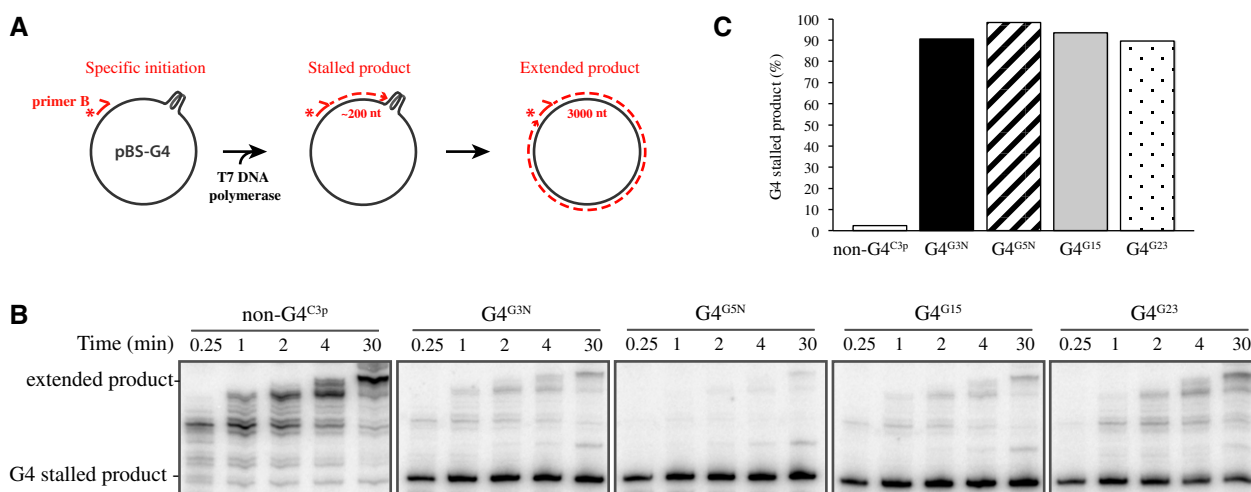 A
Specific initiation
Stalled product
Extended product
primer B
*
*
~200 nt
*
3000 nt
pBS-G4
T7 DNA
polymerase
C
G4 stalled product (%)
100
90
80
70
60
50
40
30
20
10
0
non-G4C3p
G4G3N
G4G5N
G4G15
G4G23
B
non-G4C3p
G4G3N
G4G5N
G4G15
G4G23
Time (min) 0.25 1 2 4 30 0.25 1 2 4 30 0.25 1 2 4 30 0.25 1 2 4 30 0.25 1 2 4 30
extended product-
G4 stalled product -